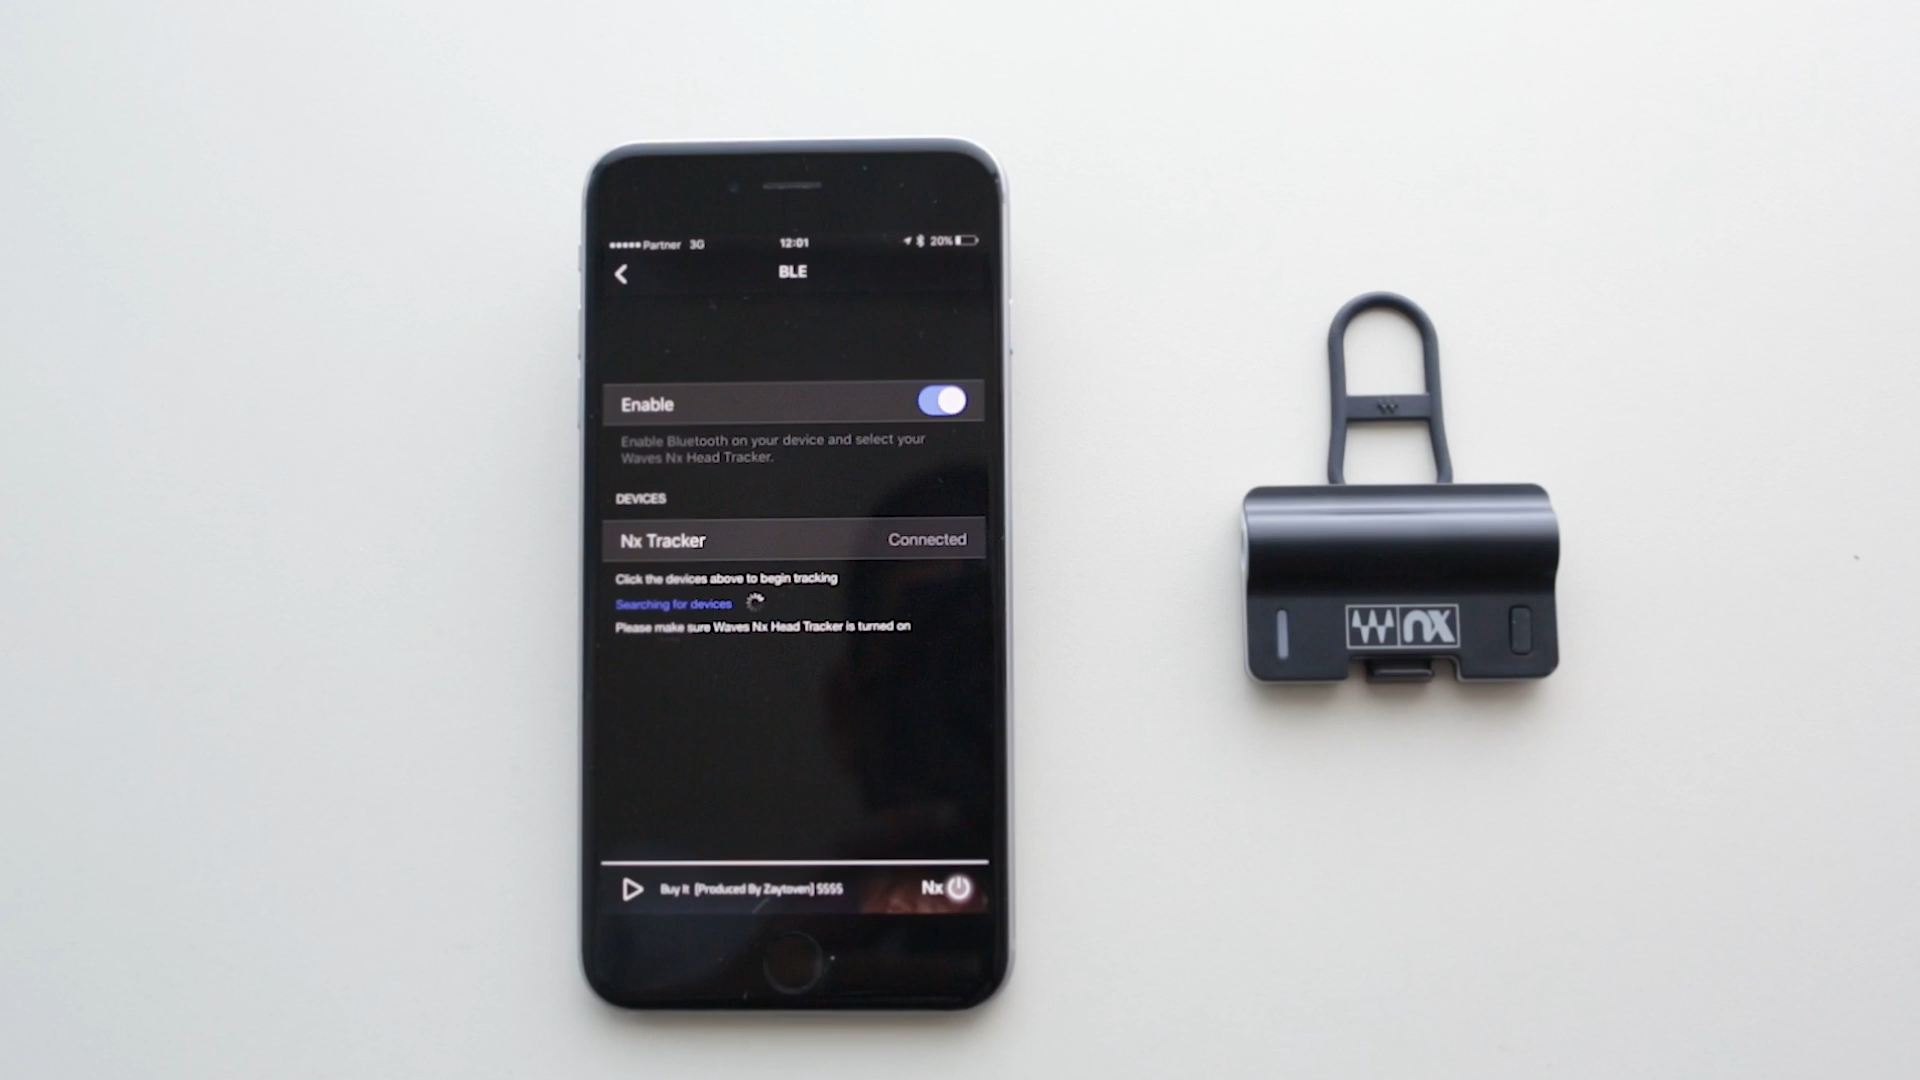 Partner 3G 12:01 20%
BLE
Enable
Enable Bluetooth on your device and select your
Waves Nx Head Tracker.
DEVICES
Nx Tracker Connected
Click the devices above to begin tracking
Searching for devices
Please make sure Waves Nx Head Tracker is turned on
Buy It (Produced By Zaytoven) $$$$ Nx
W
W nx